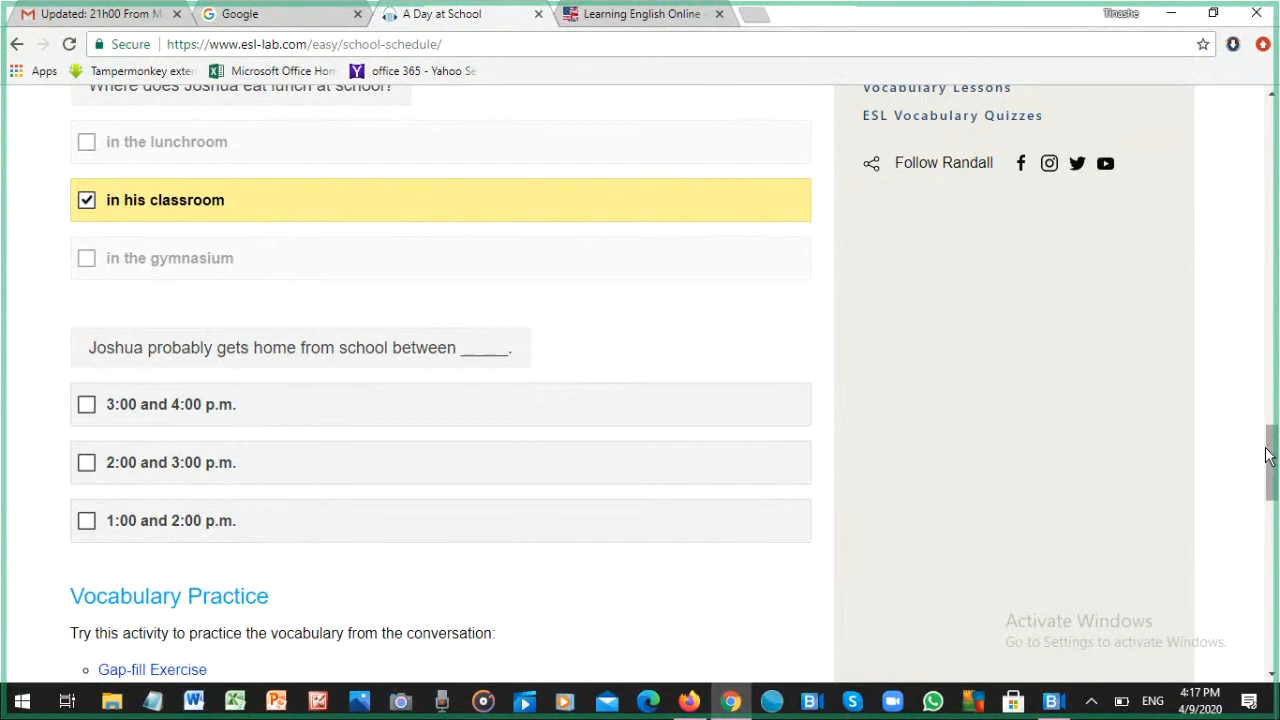 Updated: 21h00 From M
Google
A Day at School
Learning English Online -
Tinashe
Secure
https://www.esl-lab.com/easy/school-schedule/
Apps
Tampermonkey exter
Microsoft Office Hom
office 365 - Yahoo Se
Where does Joshua eat lunch at school?
in the lunchroom
in his classroom
in the gymnasium
Joshua probably gets home from school between _____.
3:00 and 4:00 p.m.
2:00 and 3:00 p.m.
1:00 and 2:00 p.m.
Vocabulary Practice
Try this activity to practice the vocabulary from the conversation:
Gap-fill Exercise
Vocabulary Lessons
ESL Vocabulary Quizzes
Follow Randall
Activate Windows
Go to Settings to activate Windows.
ENG
4:17 PM
4/9/2020